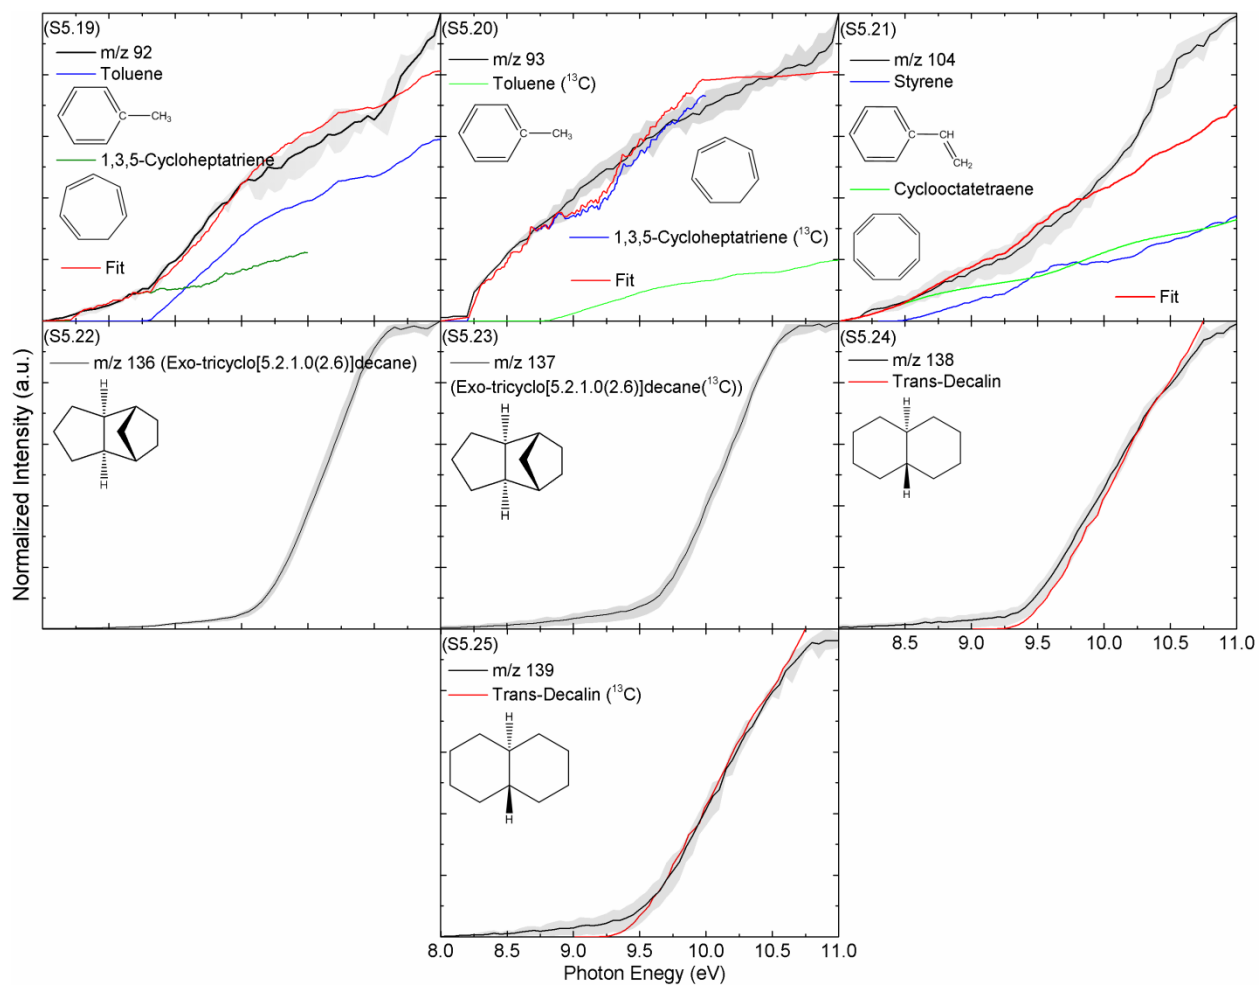 (S5.19)
m/z 92
Toluene
CH3
1,3,5-Cycloheptatriene
Fit
(S5.20)
m/z 93
Toluene (13C)
CH3
1,3,5-Cycloheptatriene (13C)
Fit
(S5.21)
m/z 104
Styrene
CH
CH2
Cyclooctatetraene
Fit
Normalized Intensity (a.u.)
(S5.22)
m/z 136 (Exo-tricyclo[5.2.1.0(2.6)]decane)
H
H
(S5.23)
m/z 137
(Exo-tricyclo[5.2.1.0(2.6)]decane(13C))
H
H
(S5.24)
m/z 138
Trans-Decalin
H
H
8.5 9.0 9.5 10.0 10.5 11.0
(S5.25)
m/z 139
Trans-Decalin (13C)
H
H
8.0 8.5 9.0 9.5 10.0 10.5 11.0
Photon Enegy (eV)